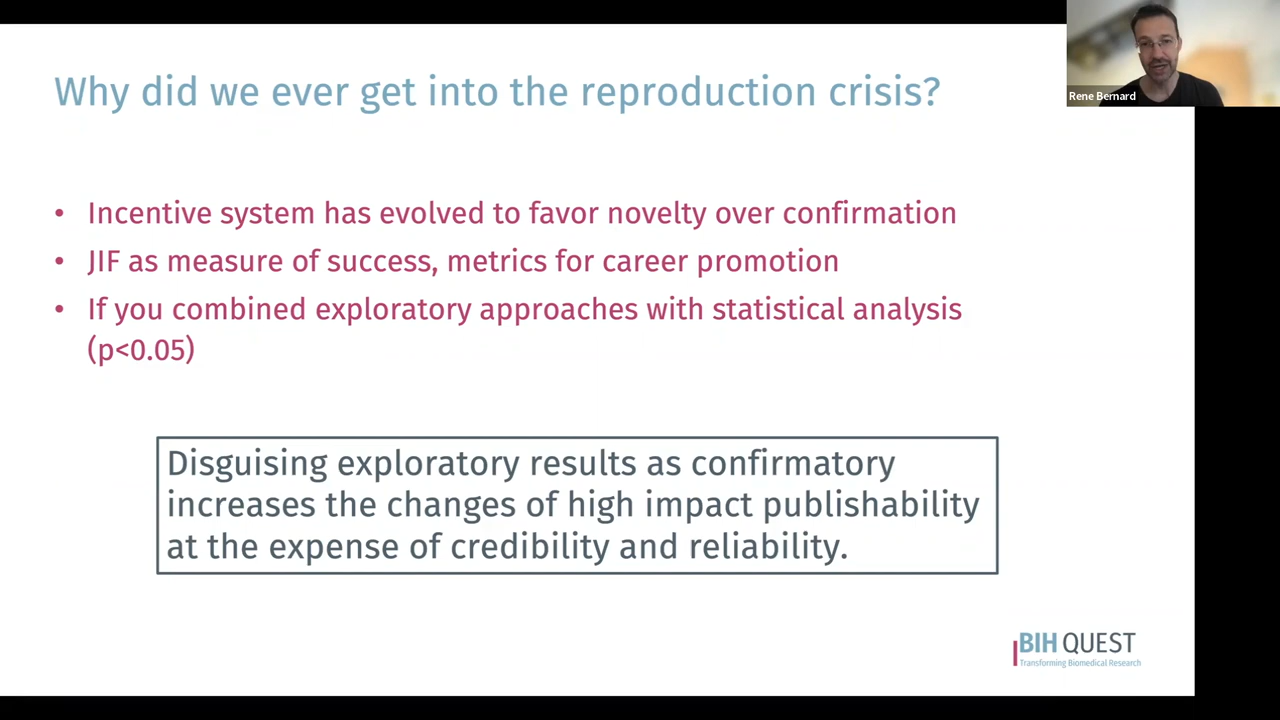 Why did we ever get into the reproduction crisis?
Rene Bernard
• Incentive system has evolved to favor novelty over confirmation
• JIF as measure of success, metrics for career promotion
• If you combined exploratory approaches with statistical analysis
(p<0.05)
Disguising exploratory results as confirmatory
increases the changes of high impact publishability
at the expense of credibility and reliability.
BIH QUEST
Transforming Biomedical Research